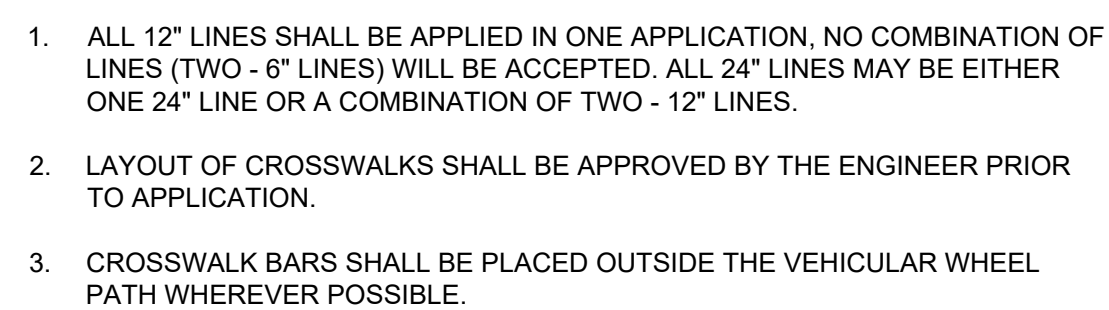 1. ALL 12" LINES SHALL BE APPLIED IN ONE APPLICATION, NO COMBINATION OF
LINES (TWO - 6" LINES) WILL BE ACCEPTED. ALL 24" LINES MAY BE EITHER
ONE 24" LINE OR A COMBINATION OF TWO - 12" LINES.
2. LAYOUT OF CROSSWALKS SHALL BE APPROVED BY THE ENGINEER PRIOR
TO APPLICATION.
3. CROSSWALK BARS SHALL BE PLACED OUTSIDE THE VEHICULAR WHEEL
PATH WHEREVER POSSIBLE.